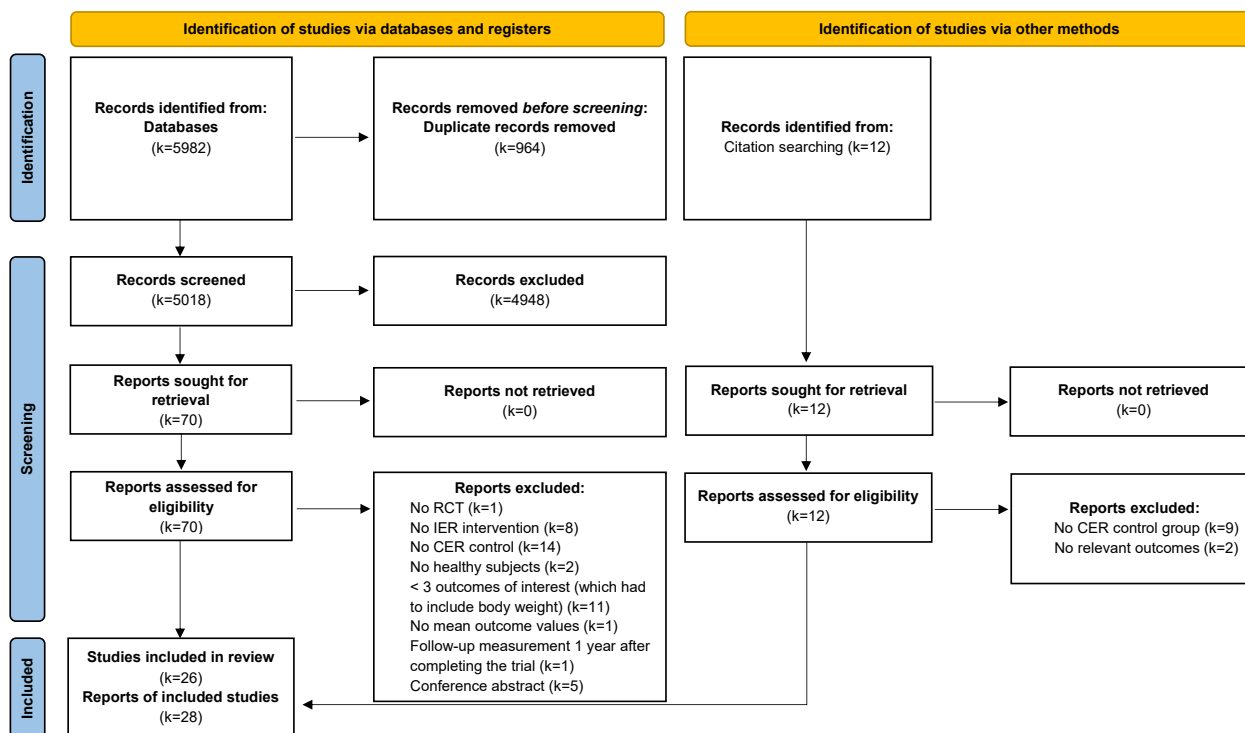 Identification of studies via databases and registers
Identification of studies via other methods
Identification
Records identified from:
Databases
(k=5982)
Records removed before screening:
Duplicate records removed
(k=964)
Records identified from:
Citation searching (k=12)
Screening
Records screened
(k=5018)
Records excluded
(k=4948)
Reports sought for
retrieval
(k=70)
Reports not retrieved
(k=0)
Reports sought for retrieval
(k=12)
Reports not retrieved
(k=0)
Reports assessed for
eligibility
(k=70)
Reports excluded:
No RCT (k=1)
No IER intervention (k=8)
No CER control (k=14)
No healthy subjects (k=2)
< 3 outcomes of interest (which had
to include body weight) (k=11)
No mean outcome values (k=1)
Follow-up measurement 1 year after
completing the trial (k=1)
Conference abstract (k=5)
Reports assessed for eligibility
(k=12)
Reports excluded:
No CER control group (k=9)
No relevant outcomes (k=2)
Included
Studies included in review
(k=26)
Reports of included studies
(k=28)